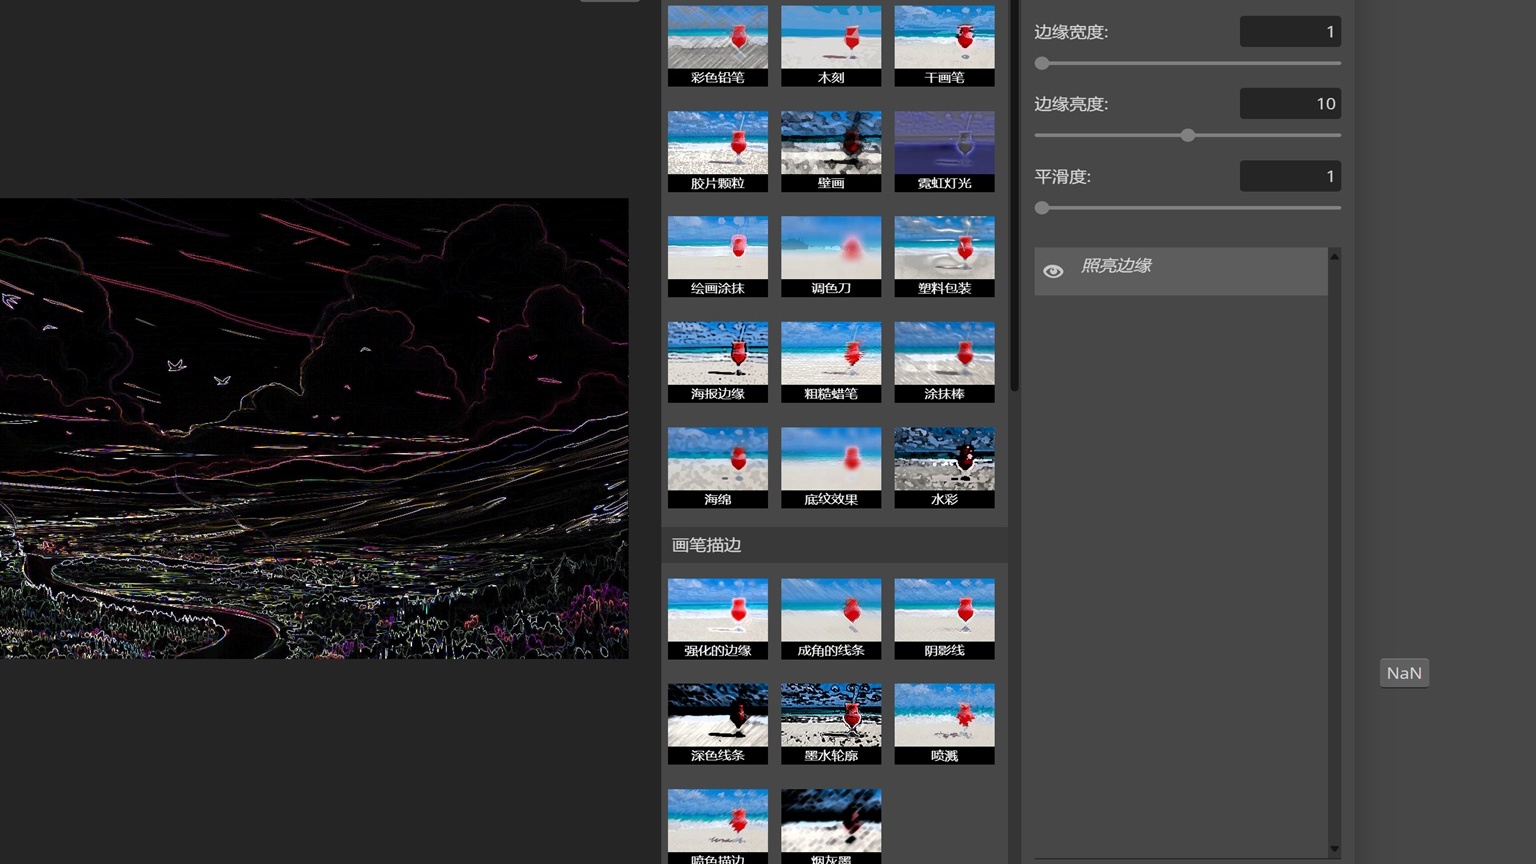 彩色铅笔 木刻 干画笔
胶片颗粒 壁画 霓虹灯光
绘画涂抹 调色刀 塑料包装
海报边缘 粗糙蜡笔 涂抹棒
海绵 底纹效果 水彩
画笔描边
强化的边缘 成角的线条 阴影线
深色线条 墨水轮廓 喷溅
喷色描边 烟灰墨
边缘宽度: 1
边缘亮度: 10
平滑度: 1
照亮边缘
NaN